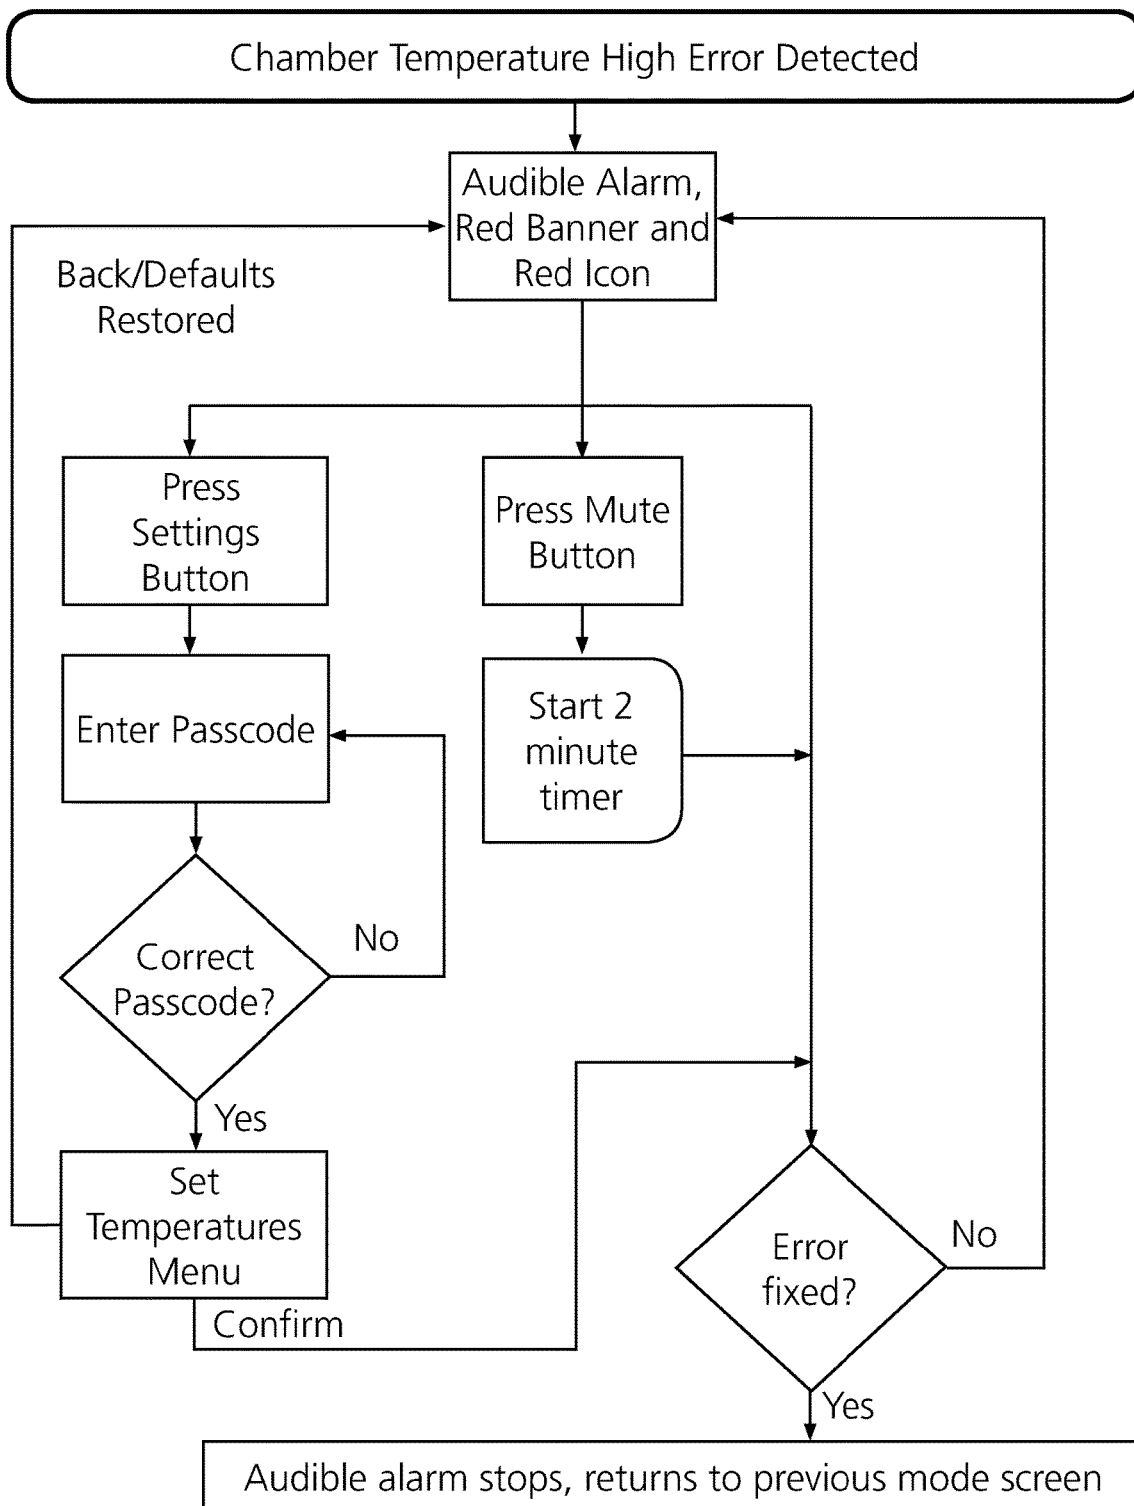 Chamber Temperature High Error Detected
Audible Alarm,
Red Banner and
Red Icon
Back/Defaults
Restored
Press
Settings
Button
Press Mute
Button
Enter Passcode
Start 2
minute
timer
Correct
Passcode?
No
Yes
Set
Temperatures
Menu
Confirm
Error
fixed?
No
Yes
Audible alarm stops, returns to previous mode screen